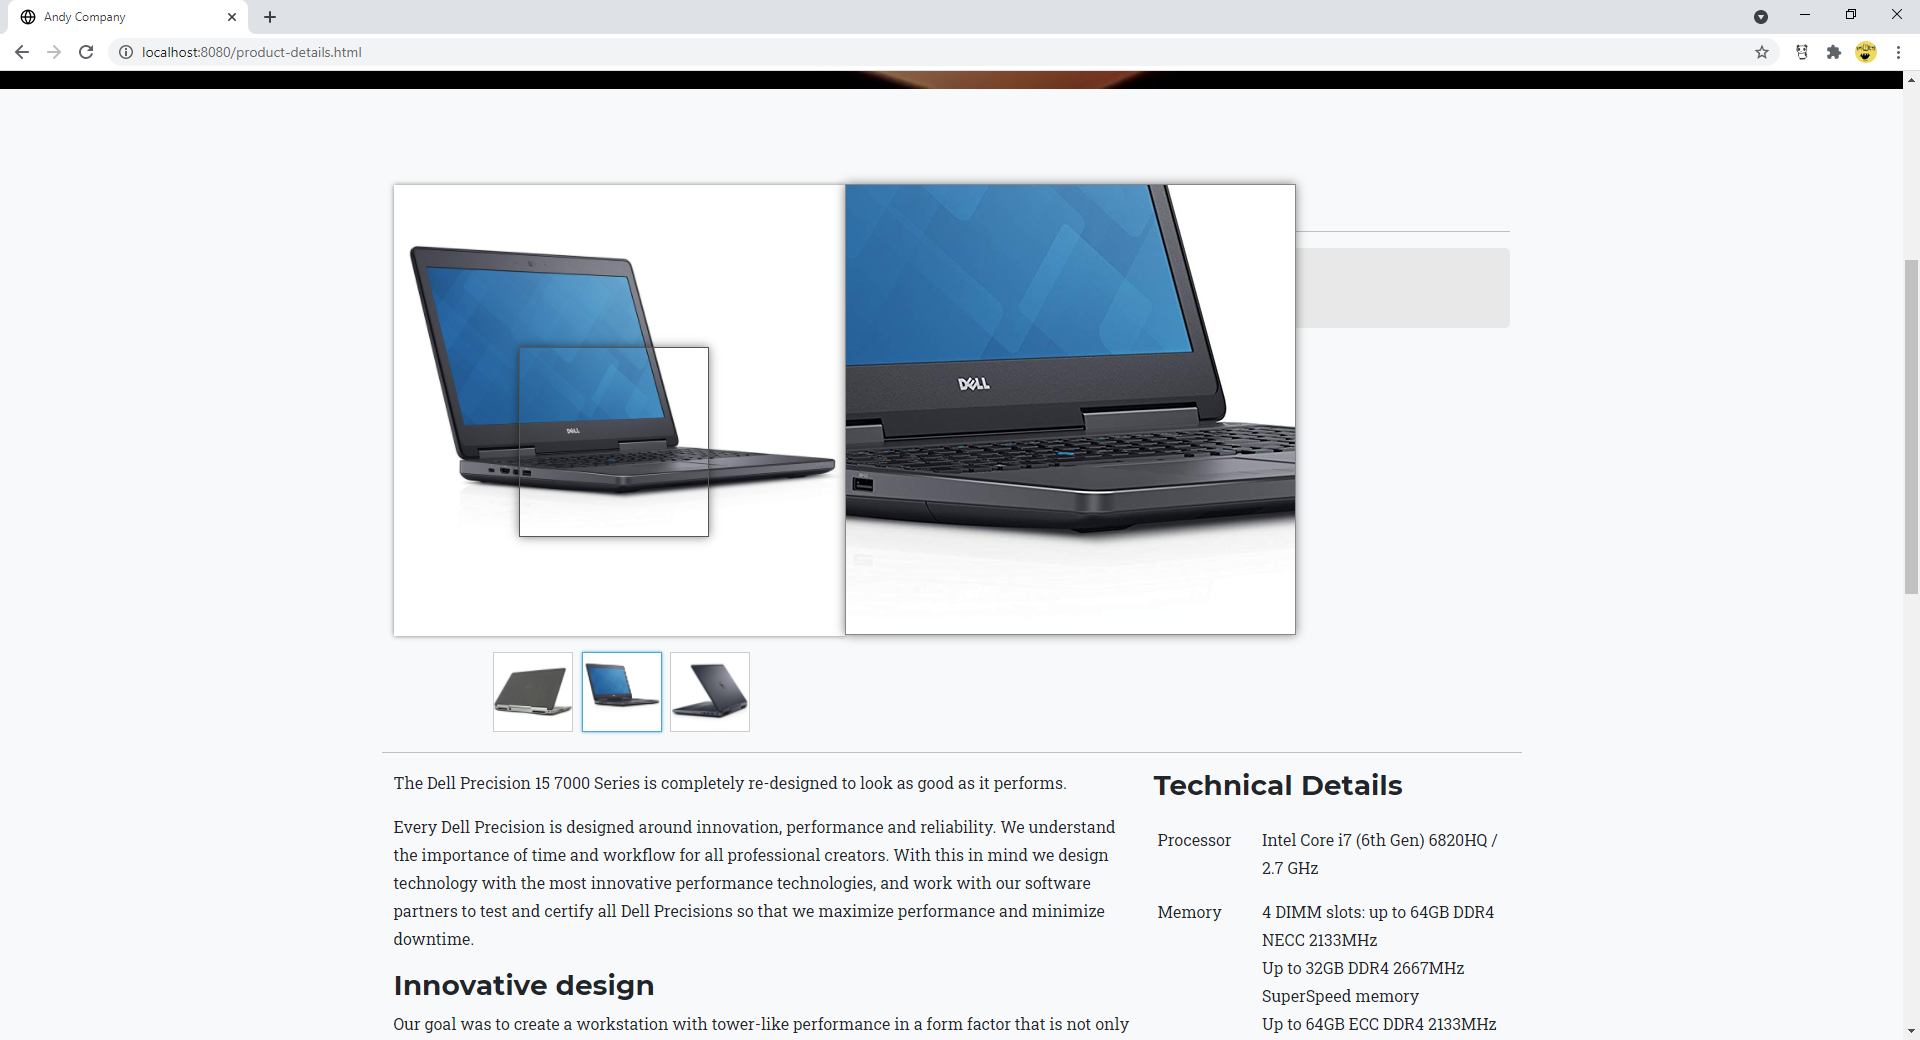 Andy Company
localhost:8080/product-details.html
DELL
DELL
The Dell Precision 15 7000 Series is completely re-designed to look as good as it performs.
Every Dell Precision is designed around innovation, performance and reliability. We understand
the importance of time and workflow for all professional creators. With this in mind we design
technology with the most innovative performance technologies, and work with our software
partners to test and certify all Dell Precisions so that we maximize performance and minimize
downtime.
Innovative design
Our goal was to create a workstation with tower-like performance in a form factor that is not only
Technical Details
Processor
Intel Core i7 (6th Gen) 6820HQ /
2.7 GHz
Memory
4 DIMM slots: up to 64GB DDR4
NECC 2133MHz
Up to 32GB DDR4 2667MHz
SuperSpeed memory
Up to 64GB ECC DDR4 2133MHz